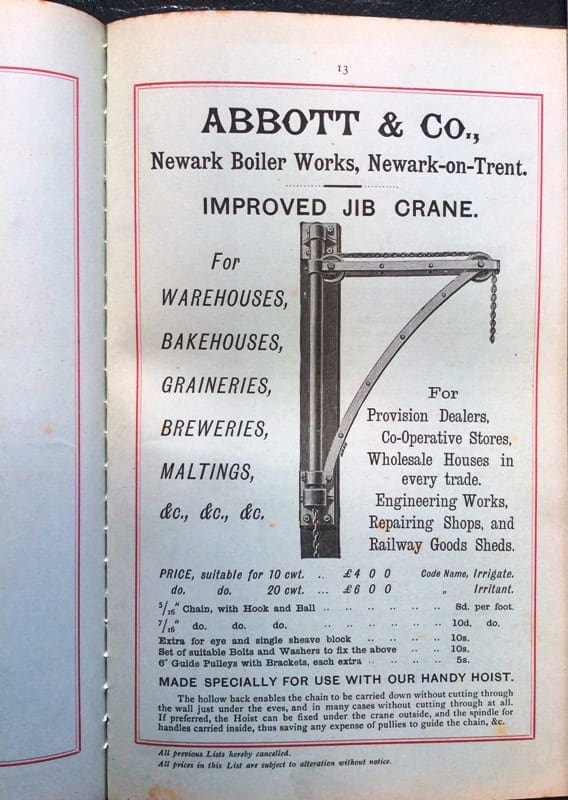 13
ABBOTT & Co.,
Newark Boiler Works, Newark-on-Trent.
IMPROVED JIB CRANE.
For
WAREHOUSES,
BAKEHOUSES,
GRAINERIES,
BREWERIES,
MALTINGS,
&c., &c., &c.
For
Provision Dealers,
Co-Operative Stores,
Wholesale Houses in
every trade.
Engineering Works,
Repairing Shops, and
Railway Goods Sheds.
PRICE, suitable for 10 cwt. .. £4 0 0 Code Name, Irrigate.
do. do. 20 cwt. ... £6 0 0 „ Irritant.
5/16" Chain, with Hook and Ball .. .. .. .. .. .. 8d. per foot.
7/16" do. do. do. .. .. .. .. .. .. 10d. do.
Extra for eye and single sheave block .. .. .. .. 10s.
Set of suitable Bolts and Washers to fix the above .. .. 10s.
6" Guide Pulleys with Brackets, each extra .. .. .. .. 5s.
MADE SPECIALLY FOR USE WITH OUR HANDY HOIST.
The hollow back enables the chain to be carried down without cutting through
the wall just under the eves, and in many cases without cutting through at all.
If preferred, the Hoist can be fixed under the crane outside, and the spindle for
handles carried inside, thus saving any expense of pullies to guide the chain, &c.
All previous Lists hereby cancelled.
All prices in this List are subject to alteration without notice.